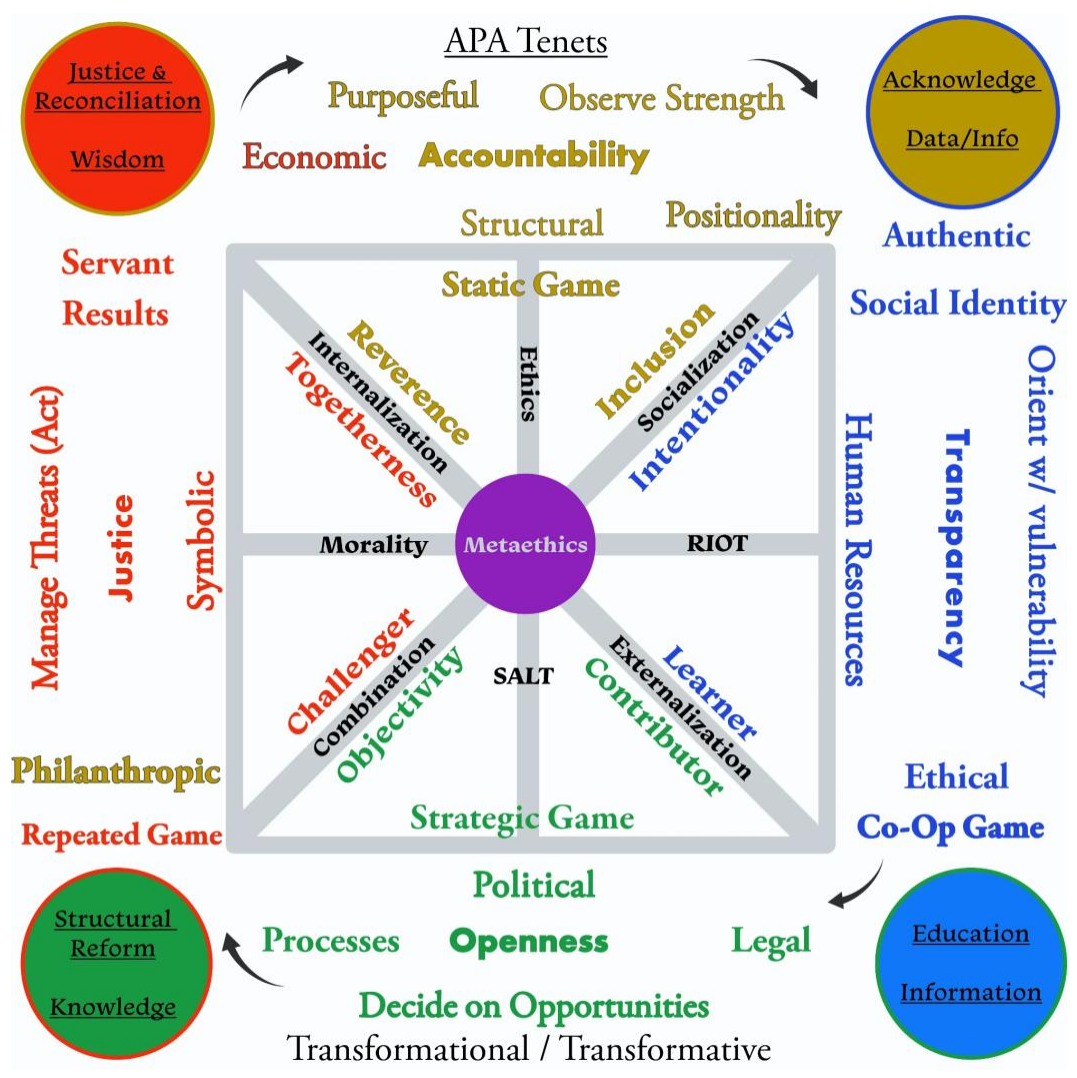 APA Tenets
Justice &
Reconciliation
Wisdom
Purposeful
Observe Strength
Acknowledge
Data/Info
Economic
Accountability
Structural
Positionality
Authentic
Servant
Results
Static Game
Social Identity
Reverence
Internalization
Togetherness
Ethics
Inclusion
Socialization
Intentionality
Manage Threats (Act)
Justice
Symbolic
Human Resources
Transparency
Orient w/ vulnerability
Morality
Metaethics
RIOT
Challenger
Combination
Objectivity
SALT
Learner
Externalization
Contributor
Philanthropic
Repeated Game
Strategic Game
Ethical
Co-Op Game
Political
Structural
Reform
Knowledge
Processes
Openness
Legal
Education
Information
Decide on Opportunities
Transformational / Transformative